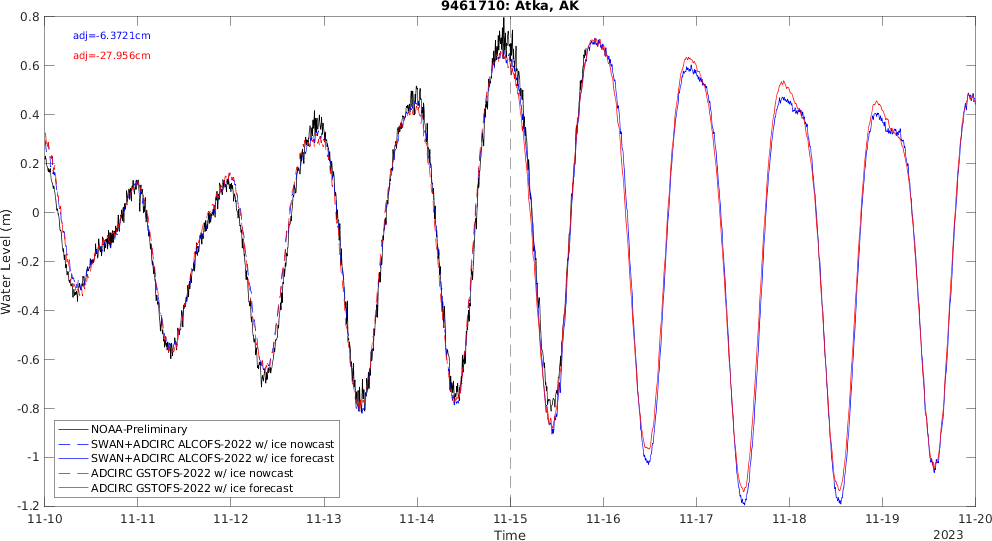 9461710: Atka, AK
adj=-6.3721cm
adj=-27.956cm
0.8
0.6
0.4
0.2
0
-0.2
-0.4
-0.6
-0.8
-1
-1.2
Water Level (m)
NOAA-Preliminary
SWAN+ADCIRC ALCOFS-2022 w/ ice nowcast
SWAN+ADCIRC ALCOFS-2022 w/ ice forecast
ADCIRC GSTOFS-2022 w/ ice nowcast
ADCIRC GSTOFS-2022 w/ ice forecast
11-10 11-11 11-12 11-13 11-14 11-15 11-16 11-17 11-18 11-19 11-20
Time
2023